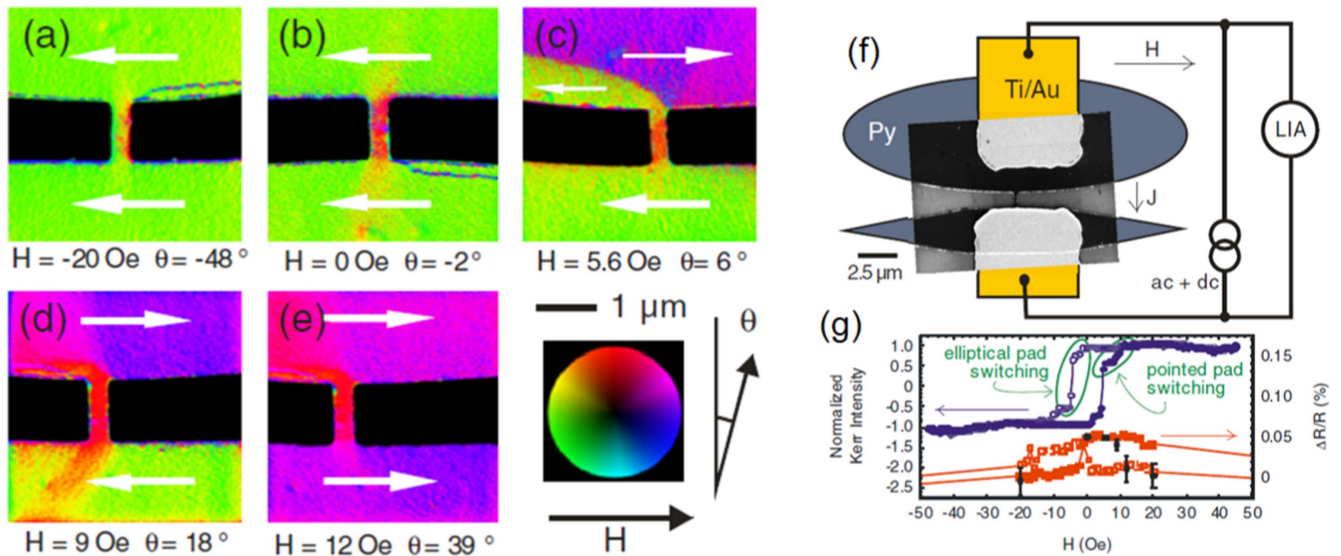 (a)
(b)
(c)
H = -20 Oe θ= -48 °
H = 0 Oe θ= -2°
H = 5.6 Oe θ= 6°
(d)
(e)
H = 9 Oe θ= 18°
H = 12 Oe θ= 39°
1 μm
θ
H
(f)
H
Ti/Au
Py
LIA
J
2.5 μm
ac + dc
(g)
Normalized
Kerr Intensity
1.0
0.5
0
-0.5
-1.0
-1.5
-2.0
-2.5
elliptical pad
switching
pointed pad
switching
0.15
0.10
0.05
0
ΔR/R (%)
-50 -40 -30 -20 -10 0 10 20 30 40 50
H (Oe)